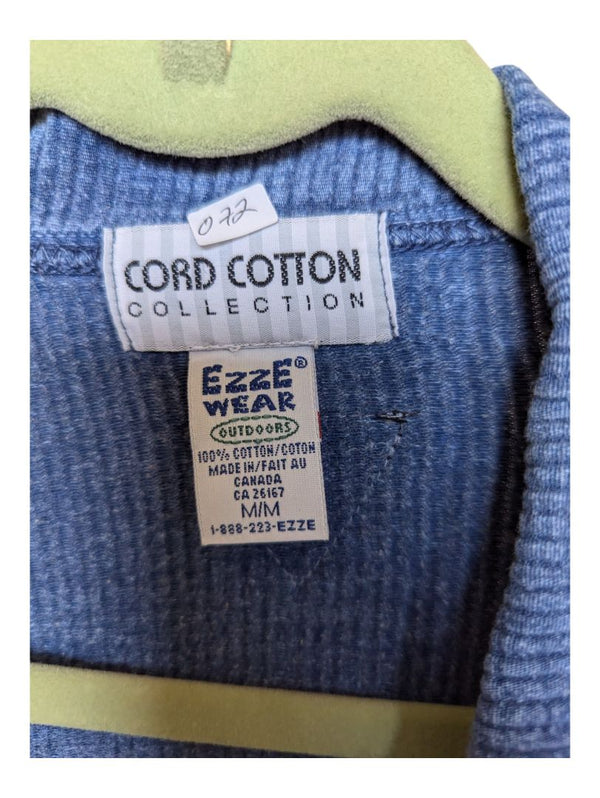 072
CORD COTTON
COLLECTION
EZZE®
WEAR
OUTDOORS
100% COTTON/COTON
MADE IN/FAIT AU
CANADA
CA 26167
M/M
1-888-223-EZZE